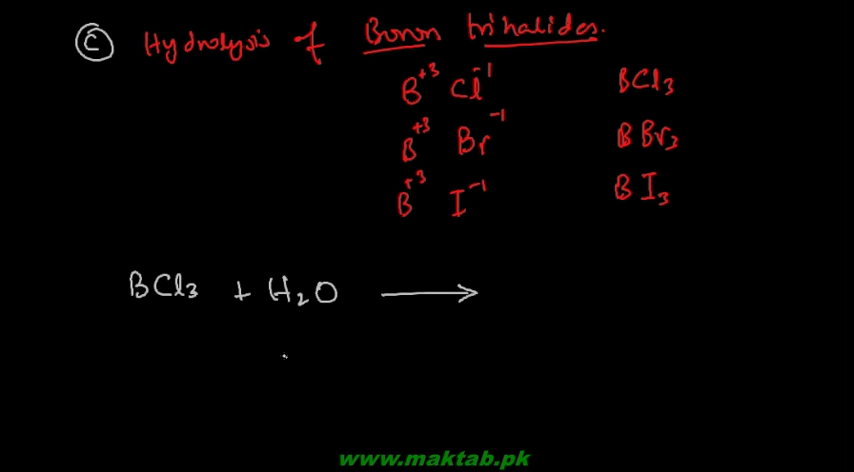 (C) Hydrolysis of Boron trihalides.
B⁺³ Cl⁻¹ BCl₃
B⁺³ Br⁻¹ BBr₃
B⁺³ I⁻¹ BI₃
BCl₃ + H₂O →
www.maktab.pk